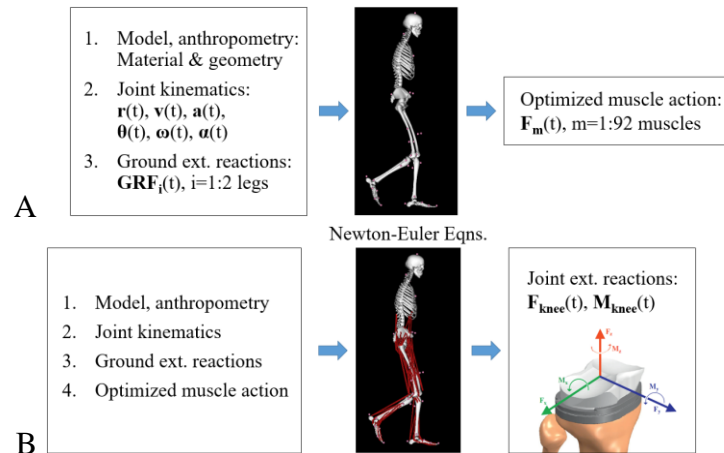 1. Model, anthropometry:
Material & geometry
2. Joint kinematics:
r(t), v(t), a(t),
θ(t), ω(t), α(t)
3. Ground ext. reactions:
GRFᵢ(t), i=1:2 legs
Optimized muscle action:
Fₘ(t), m=1:92 muscles
A
Newton-Euler Eqns.
1. Model, anthropometry
2. Joint kinematics
3. Ground ext. reactions
4. Optimized muscle action
Joint ext. reactions:
F_knee(t), M_knee(t)
B